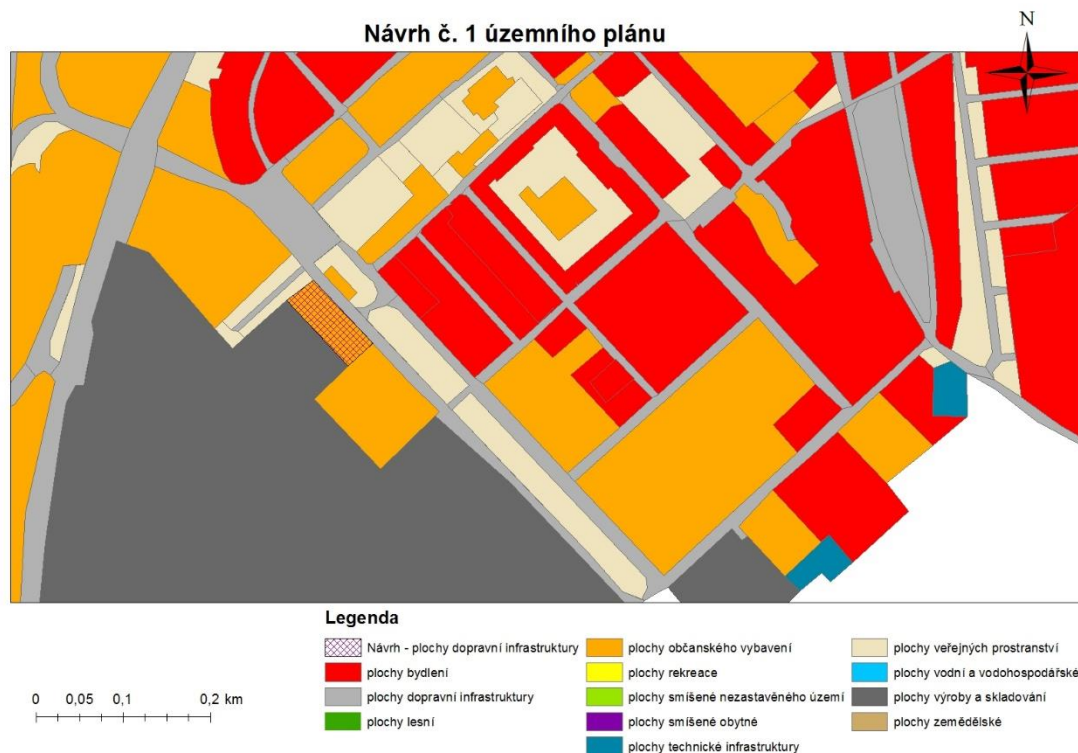 Návrh č. 1 územního plánu
N
Legenda
Návrh - plochy dopravní infrastruktury
plochy bydlení
plochy dopravní infrastruktury
plochy lesní
plochy občanského vybavení
plochy rekreace
plochy smíšené nezastavěného území
plochy smíšené obytné
plochy technické infrastruktury
plochy veřejných prostranství
plochy vodní a vodohospodářské
plochy výroby a skladování
plochy zemědělské
0 0,05 0,1 0,2 km